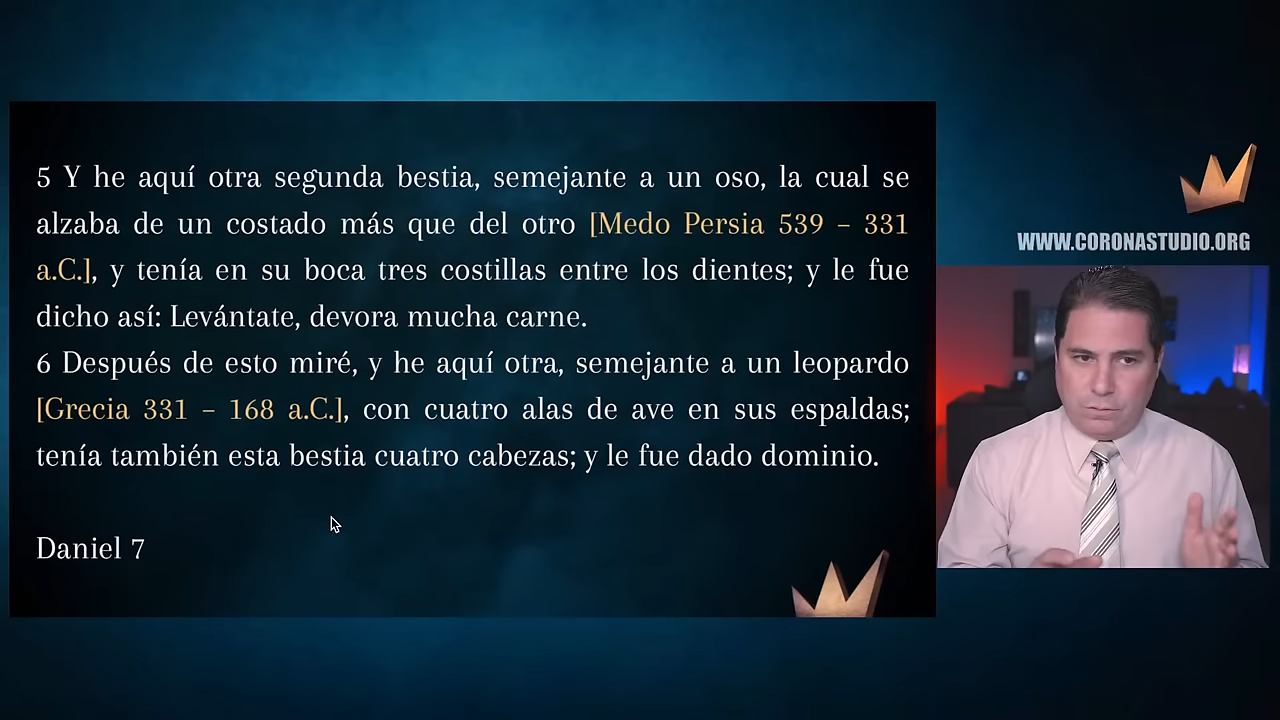 5 Y he aquí otra segunda bestia, semejante a un oso, la cual se
alzaba de un costado más que del otro [Medo Persia 539 – 331
a.C.], y tenía en su boca tres costillas entre los dientes; y le fue
dicho así: Levántate, devora mucha carne.
6 Después de esto miré, y he aquí otra, semejante a un leopardo
[Grecia 331 – 168 a.C.], con cuatro alas de ave en sus espaldas;
tenía también esta bestia cuatro cabezas; y le fue dado dominio.
Daniel 7
WWW.CORONASTUDIO.ORG